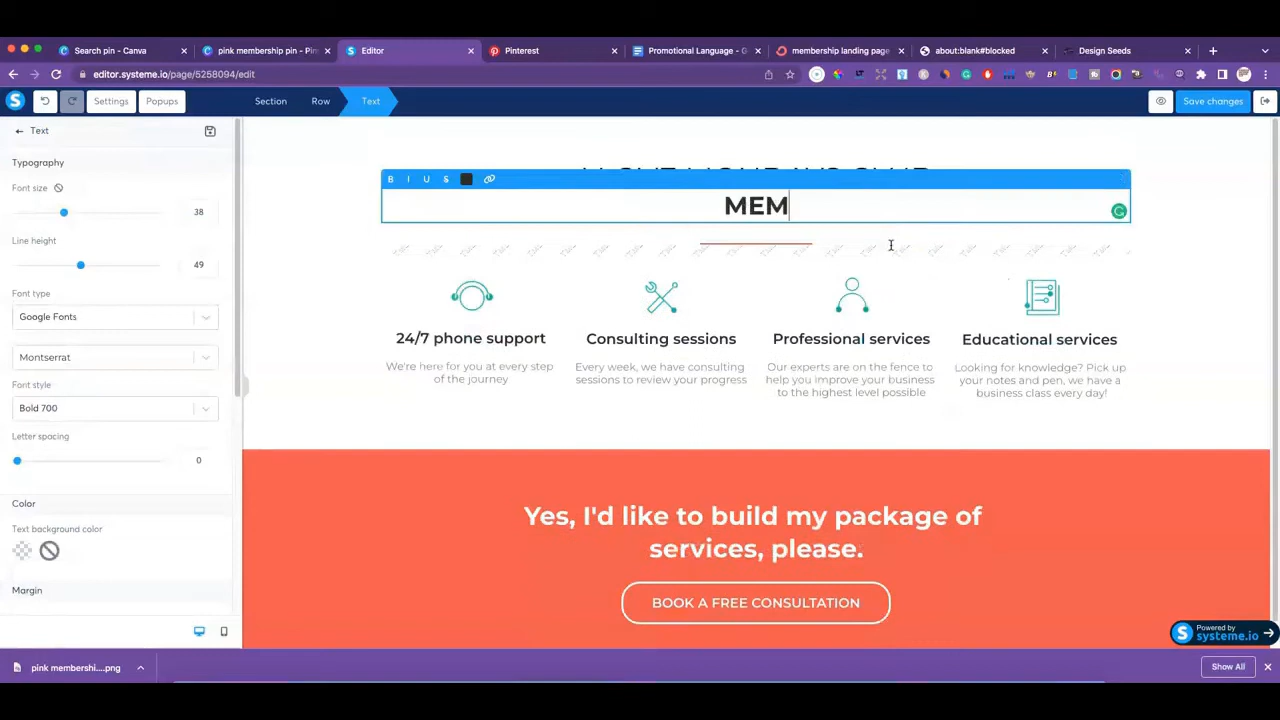 Search pin - Canva
pink membership pin - Pin
Editor
Pinterest
Promotional Language - G
membership landing page
about:blank#blocked
Design Seeds
editor.systeme.io/page/5258094/edit
Settings
Popups
Section
Row
Text
Save changes
Text
Typography
Font size
38
Line height
49
Font type
Google Fonts
Montserrat
Font style
Bold 700
Letter spacing
0
Color
Text background color
Margin
B I U S
MEM
24/7 phone support
We're here for you at every step
of the journey
Consulting sessions
Every week, we have consulting
sessions to review your progress
Professional services
Our experts are on the fence to
help you improve your business
to the highest level possible
Educational services
Looking for knowledge? Pick up
your notes and pen, we have a
business class every day!
Yes, I'd like to build my package of
services, please.
BOOK A FREE CONSULTATION
Powered by
systeme.io
pink membershi....png
Show All